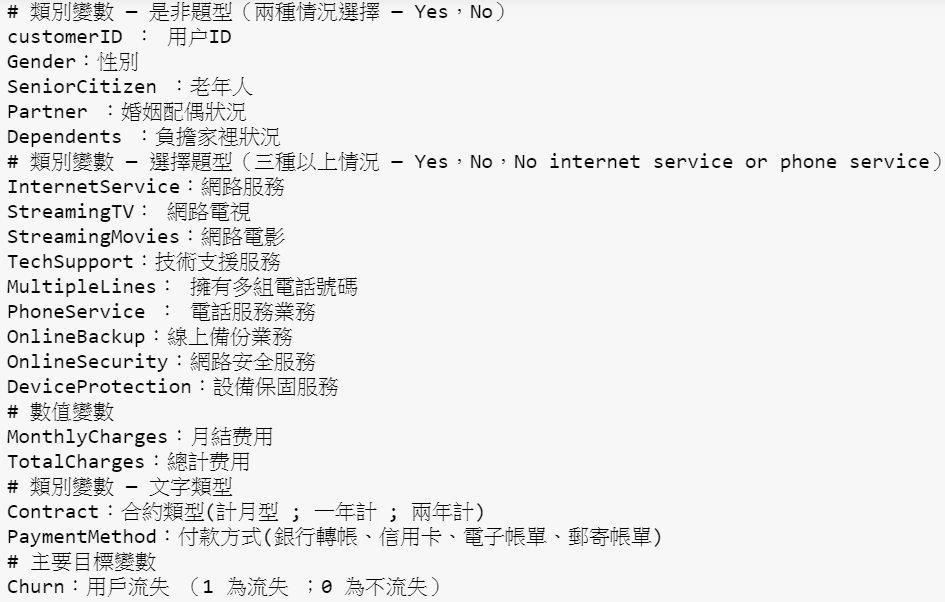 # 類別變數 – 是非題型（兩種情況選擇 – Yes，No）
customerID ： 用户ID
Gender：性別
SeniorCitizen ：老年人
Partner ：婚姻配偶狀況
Dependents ：負擔家裡狀況
# 類別變數 – 選擇題型（三種以上情況 – Yes，No，No internet service or phone service）
InternetService：網路服務
StreamingTV： 網路電視
StreamingMovies：網路電影
TechSupport：技術支援服務
MultipleLines： 擁有多組電話號碼
PhoneService ： 電話服務業務
OnlineBackup：線上備份業務
OnlineSecurity：網路安全服務
DeviceProtection：設備保固服務
# 數值變數
MonthlyCharges：月結费用
TotalCharges：總計费用
# 類別變數 – 文字類型
Contract：合約類型(計月型 ; 一年計 ; 兩年計)
PaymentMethod：付款方式(銀行轉帳、信用卡、電子帳單、郵寄帳單)
# 主要目標變數
Churn：用戶流失 （1 為流失 ；0 為不流失）